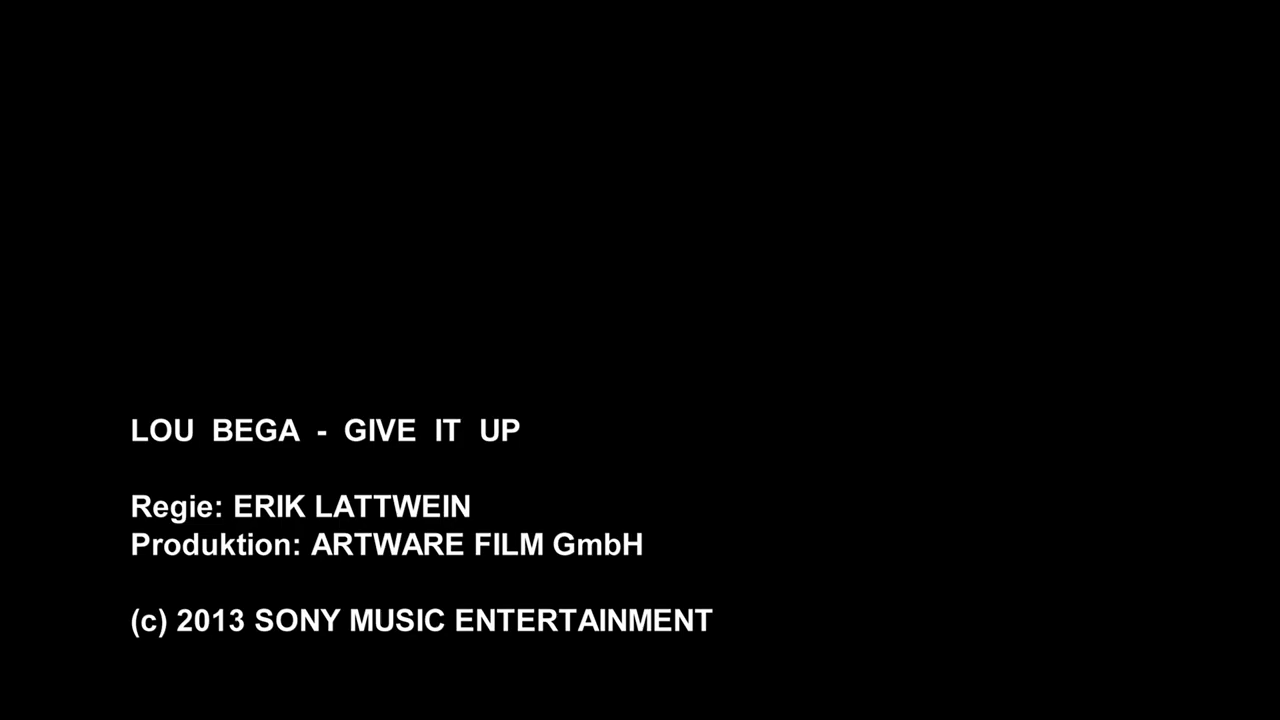 LOU BEGA - GIVE IT UP
Regie: ERIK LATTWEIN
Produktion: ARTWARE FILM GmbH
(c) 2013 SONY MUSIC ENTERTAINMENT